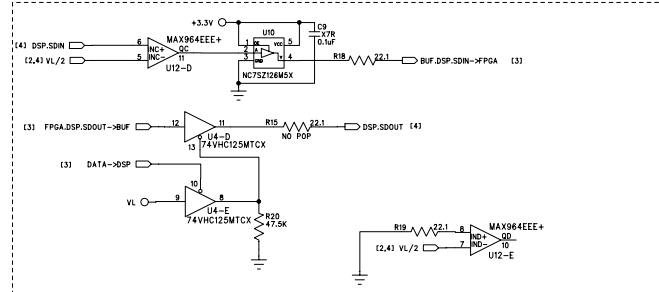 +3.3V
U10
C9
X7R
0.1uF
MAX964EEE+
[4] DSP.SDIN
6
INC+
QC
2
1
OE
VCC
5
A
Y
[2,4] VL/2
5
INC-
11
3
GND
4
R18
22.1
BUF.DSP.SDIN->FPGA [3]
U12-D
NC7SZ126M5X
[3] FPGA.DSP.SDOUT->BUF
12
11
R15
22.1
DSP.SDOUT [4]
U4-D
NO POP
13
74VHC125MTCX
[3] DATA->DSP
10
VL
9
8
U4-E
74VHC125MTCX
R20
47.5K
R19
22.1
8
MAX964EEE+
IND+
QD
[2,4] VL/2
7
IND-
10
U12-E